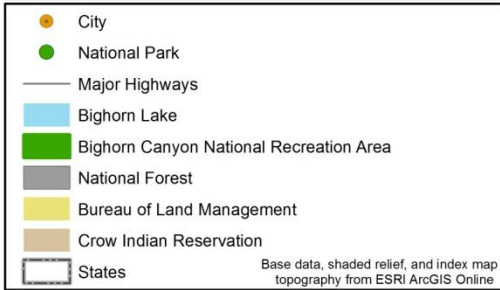 City
National Park
Major Highways
Bighorn Lake
Bighorn Canyon National Recreation Area
National Forest
Bureau of Land Management
Crow Indian Reservation
States
Base data, shaded relief, and index map
topography from ESRI ArcGIS Online